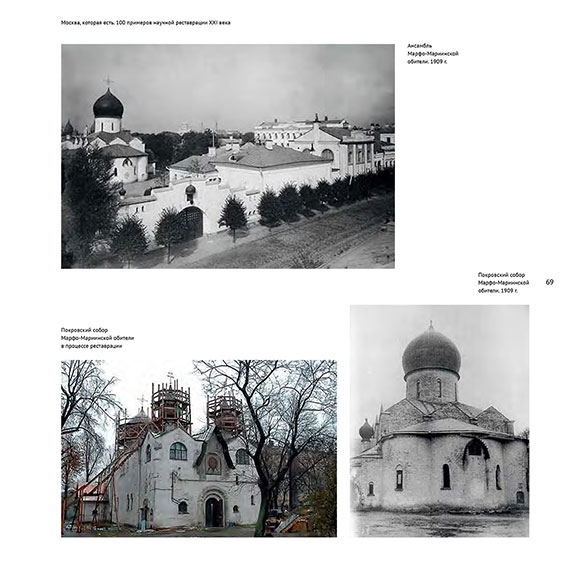 Москва, которая есть. 100 примеров научной реставрации XXI века
Ансамбль
Марфо-Мариинской
обители. 1909 г.
Покровский собор
Марфо-Мариинской
обители. 1909 г.
69
Покровский собор
Марфо-Мариинской обители
в процессе реставрации